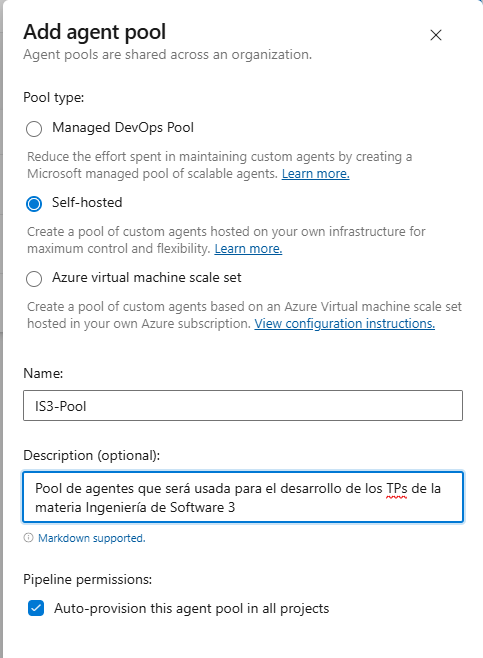 Add agent pool
Agent pools are shared across an organization.
Pool type:
Managed DevOps Pool
Reduce the effort spent in maintaining custom agents by creating a
Microsoft managed pool of scalable agents. Learn more.
Self-hosted
Create a pool of custom agents hosted on your own infrastructure for
maximum control and flexibility. Learn more.
Azure virtual machine scale set
Create a pool of custom agents based on an Azure Virtual machine scale set
hosted in your own Azure subscription. View configuration instructions.
Name:
IS3-Pool
Description (optional):
Pool de agentes que será usada para el desarrollo de los TPs de la
materia Ingeniería de Software 3
Markdown supported.
Pipeline permissions:
Auto-provision this agent pool in all projects